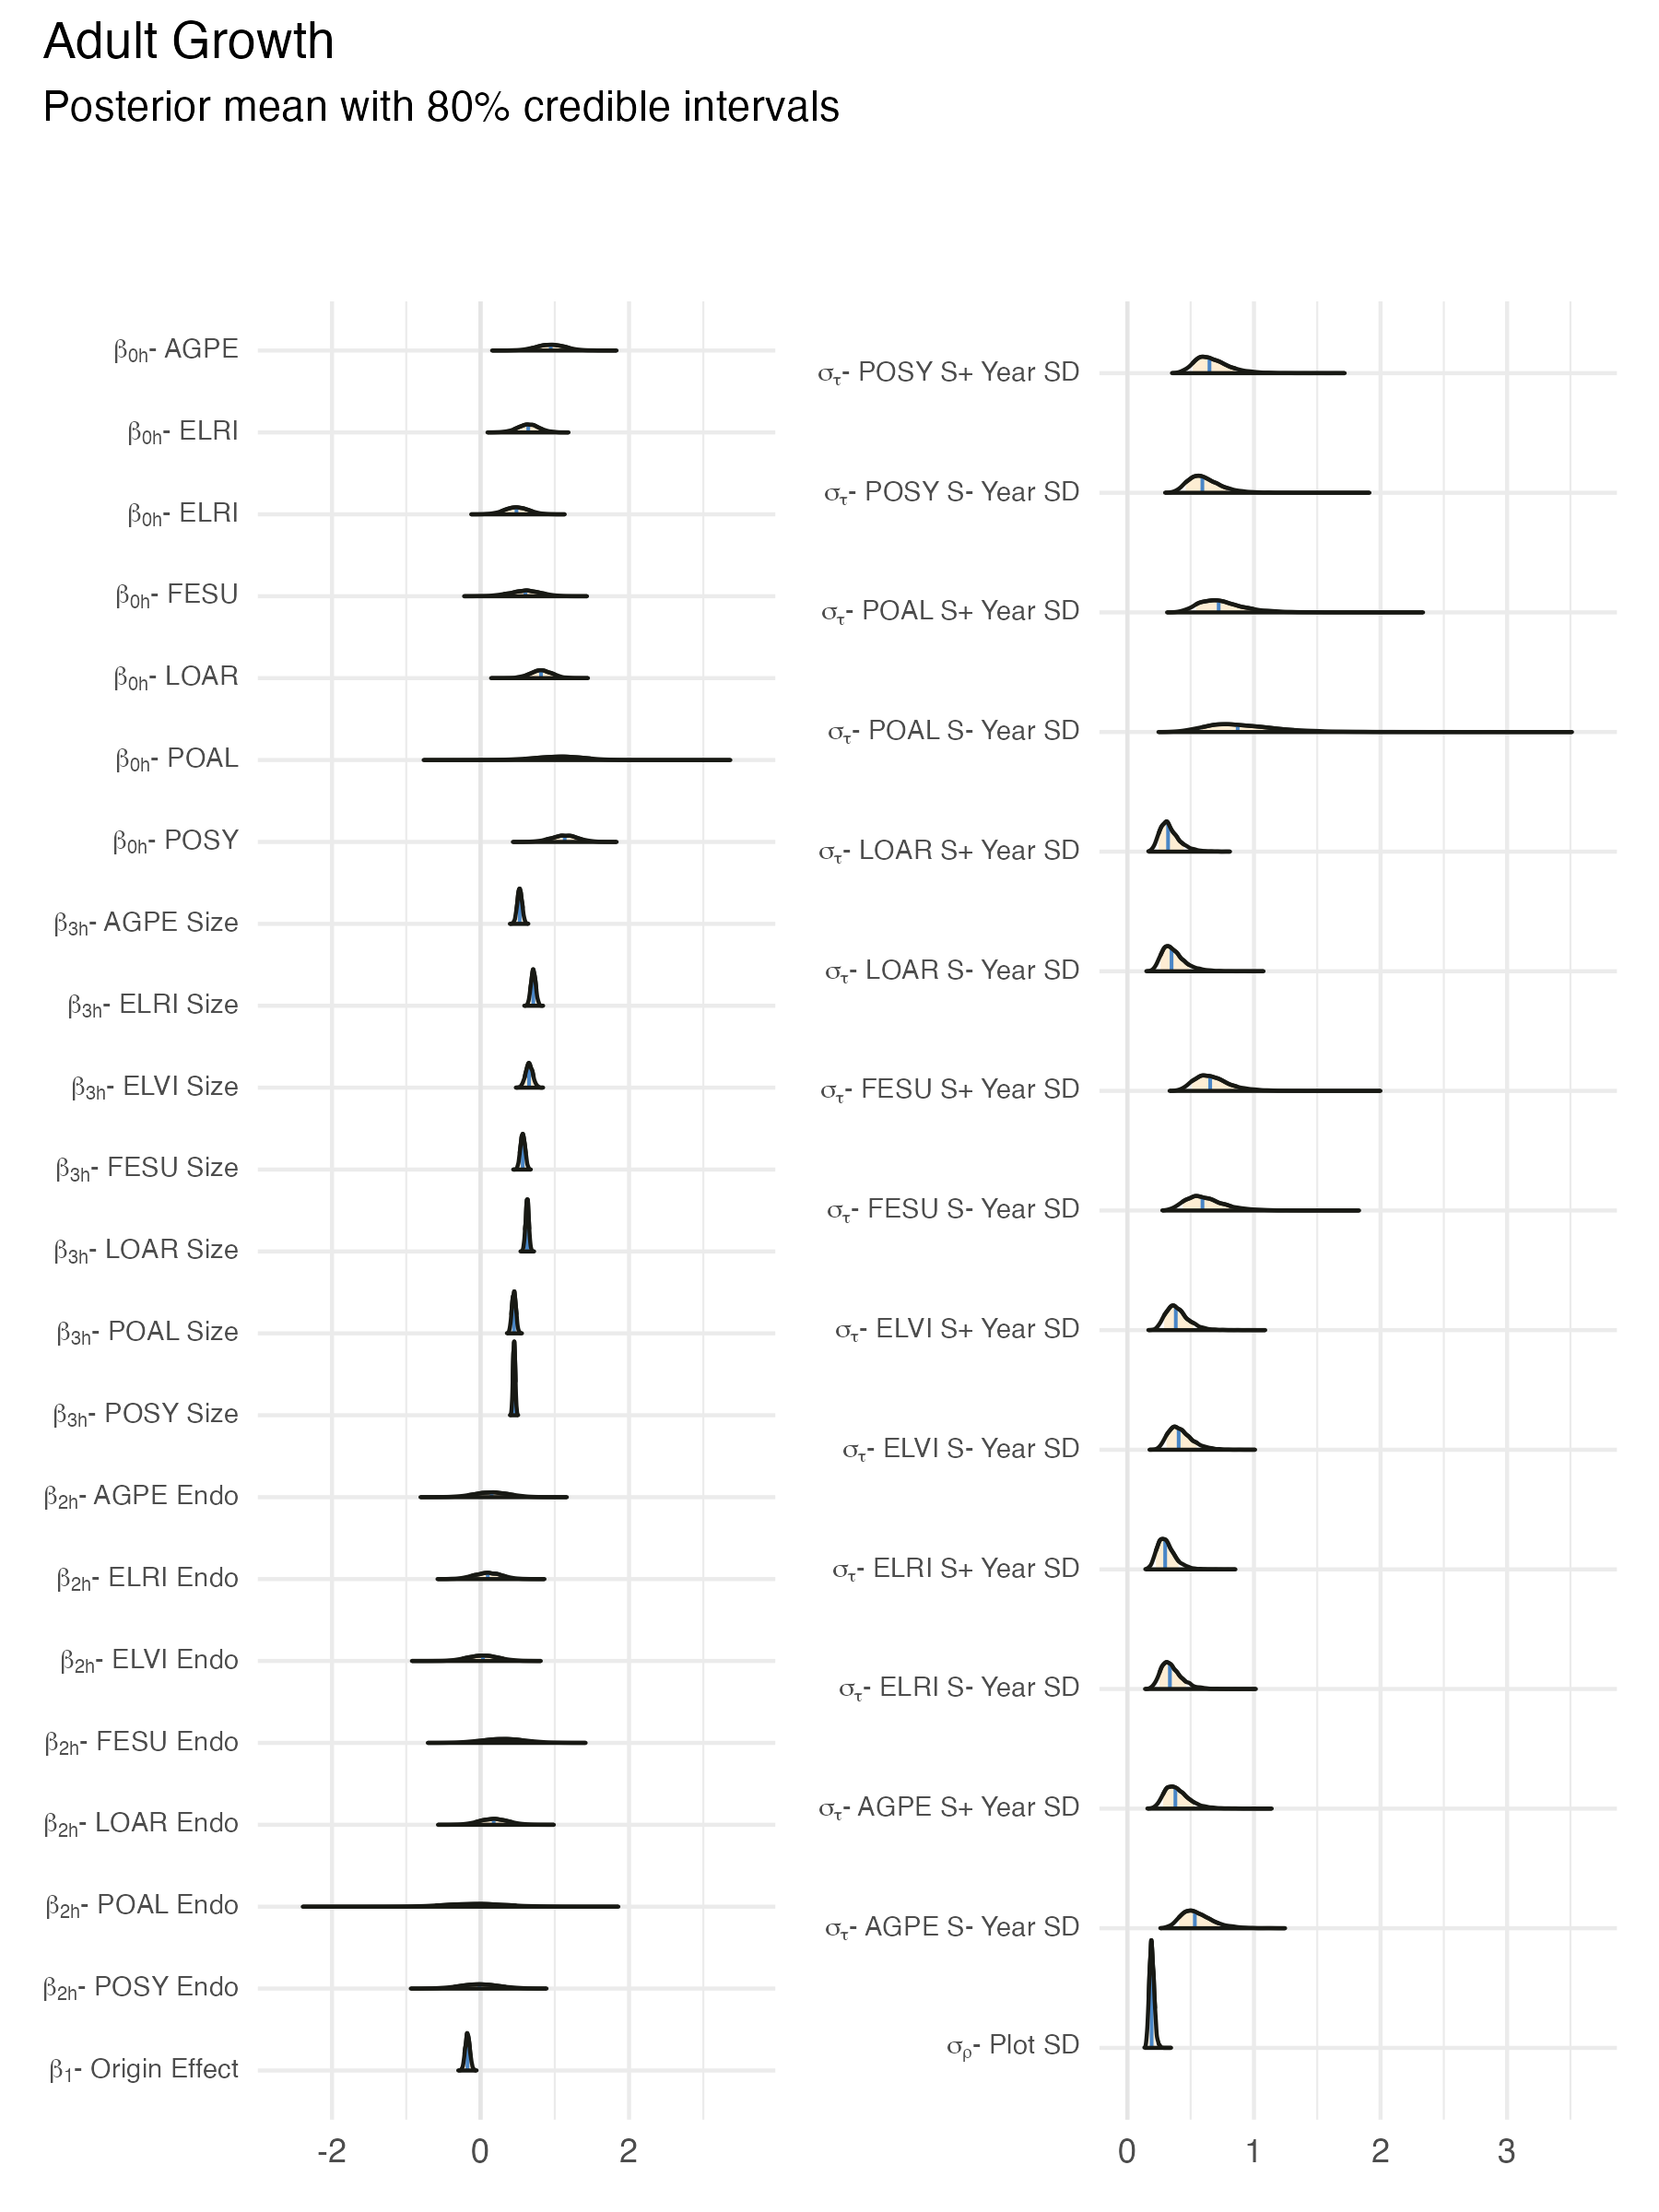 Adult Growth
Posterior mean with 80% credible intervals
β0h- AGPE
β0h- ELRI
β0h- ELRI
β0h- FESU
β0h- LOAR
β0h- POAL
β0h- POSY
β3h- AGPE Size
β3h- ELRI Size
β3h- ELVI Size
β3h- FESU Size
β3h- LOAR Size
β3h- POAL Size
β3h- POSY Size
β2h- AGPE Endo
β2h- ELRI Endo
β2h- ELVI Endo
β2h- FESU Endo
β2h- LOAR Endo
β2h- POAL Endo
β2h- POSY Endo
β1- Origin Effect
-2 0 2
στ- POSY S+ Year SD
στ- POSY S- Year SD
στ- POAL S+ Year SD
στ- POAL S- Year SD
στ- LOAR S+ Year SD
στ- LOAR S- Year SD
στ- FESU S+ Year SD
στ- FESU S- Year SD
στ- ELVI S+ Year SD
στ- ELVI S- Year SD
στ- ELRI S+ Year SD
στ- ELRI S- Year SD
στ- AGPE S+ Year SD
στ- AGPE S- Year SD
σρ- Plot SD
0 1 2 3